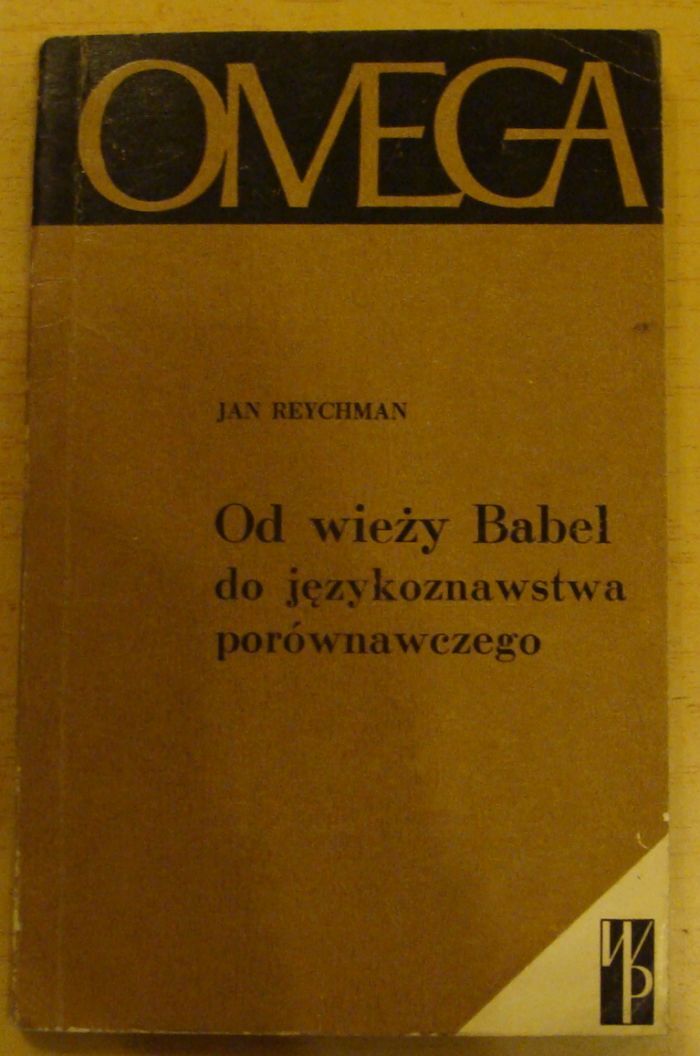 OMEGA
JAN REYCHMAN
Od wieży Babel
do językoznawstwa
porównawczego
WP